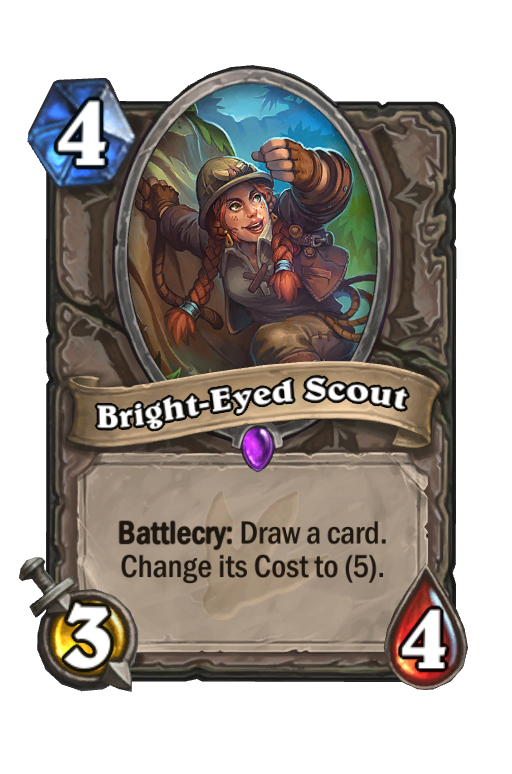 4
Bright-Eyed Scout
Battlecry: Draw a card.
Change its Cost to (5).
3
4